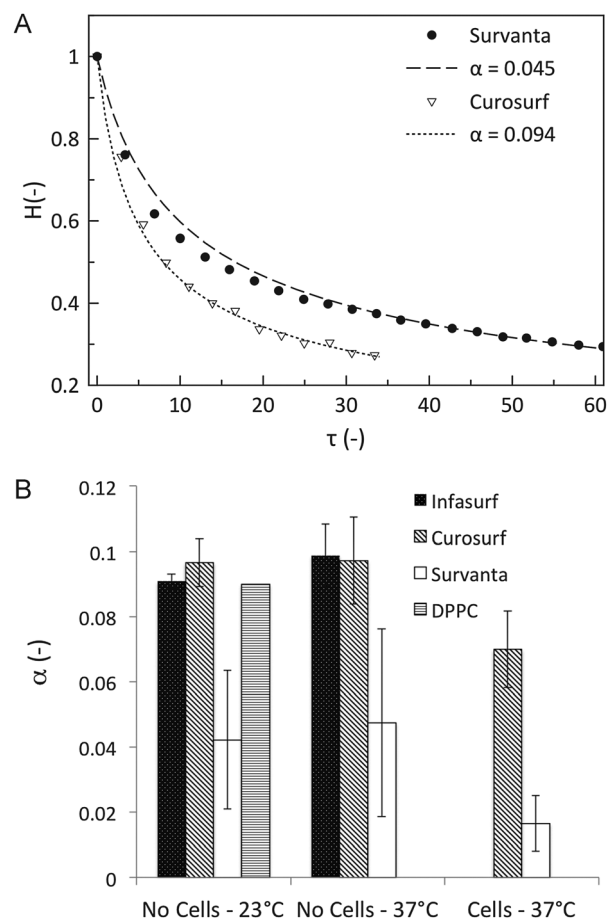 A
Survanta
α = 0.045
Curosurf
α = 0.094
1
0.8
0.6
0.4
0.2
H(-)
0 10 20 30 40 50 60
τ (-)
B
0.12
0.1
0.08
0.06
0.04
0.02
0
α (-)
Infasurf
Curosurf
Survanta
DPPC
No Cells - 23°C No Cells - 37°C Cells - 37°C